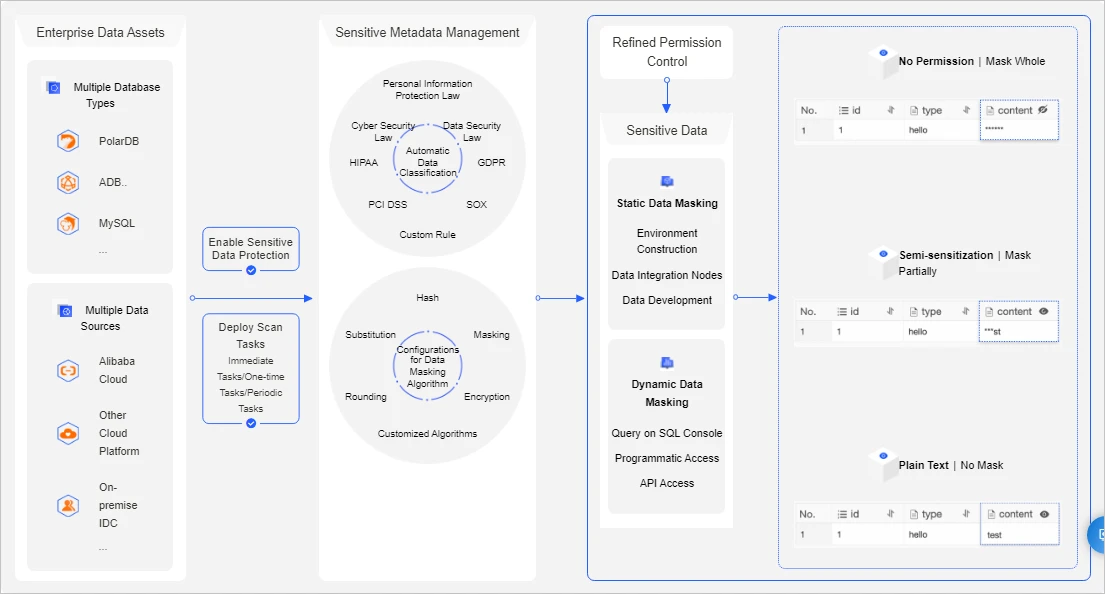 Enterprise Data Assets
Multiple Database
Types
PolarDB
ADB..
MySQL
...
Multiple Data
Sources
Alibaba
Cloud
Other
Cloud
Platform
On-
premise
IDC
...
Enable Sensitive
Data Protection
Deploy Scan
Tasks
Immediate
Tasks/One-time
Tasks/Periodic
Tasks
Sensitive Metadata Management
Personal Information
Protection Law
Cyber Security
Law
Data Security
Law
HIPAA
Automatic
Data
Classification
GDPR
PCI DSS
SOX
Custom Rule
Hash
Substitution
Masking
Configurations
for Data
Masking
Algorithm
Rounding
Encryption
Customized Algorithms
Refined Permission
Control
Sensitive Data
Static Data Masking
Environment
Construction
Data Integration Nodes
Data Development
Dynamic Data
Masking
Query on SQL Console
Programmatic Access
API Access
No Permission | Mask Whole
No. id type content
1 1 hello ******
Semi-sensitization | Mask
Partially
No. id type content
1 1 hello ***st
Plain Text | No Mask
No. id type content
1 1 hello test